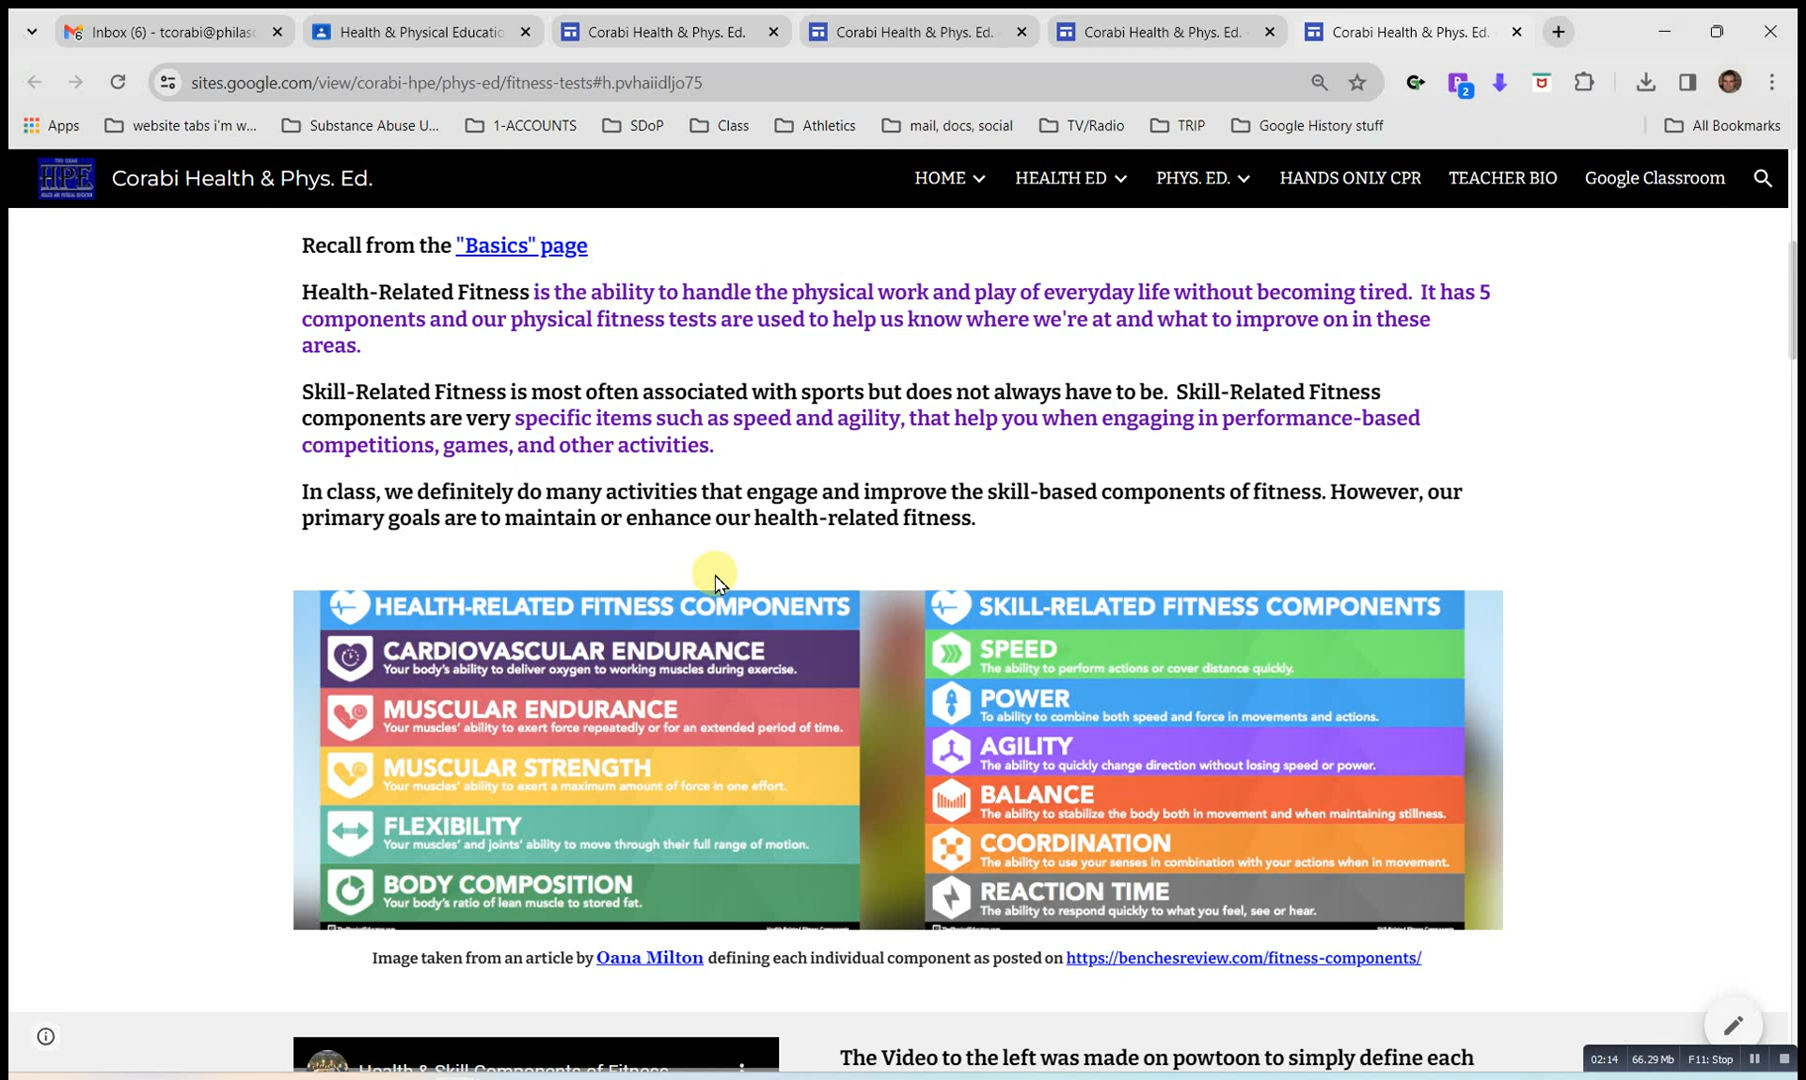 Inbox (6) - tcorabi@philasc
Health & Physical Educatio
Corabi Health & Phys. Ed.
Corabi Health & Phys. Ed. -
Corabi Health & Phys. Ed. -
Corabi Health & Phys. Ed. -
sites.google.com/view/corabi-hpe/phys-ed/fitness-tests#h.pvhaiidljo75
2
Apps
website tabs i'm w...
Substance Abuse U...
1-ACCOUNTS
SDoP
Class
Athletics
mail, docs, social
TV/Radio
TRIP
Google History stuff
All Bookmarks
HPE
Corabi Health & Phys. Ed.
HOME
HEALTH ED
PHYS. ED.
HANDS ONLY CPR
TEACHER BIO
Google Classroom
Recall from the "Basics" page
Health-Related Fitness is the ability to handle the physical work and play of everyday life without becoming tired.  It has 5
components and our physical fitness tests are used to help us know where we're at and what to improve on in these
areas.
Skill-Related Fitness is most often associated with sports but does not always have to be.  Skill-Related Fitness
components are very specific items such as speed and agility, that help you when engaging in performance-based
competitions, games, and other activities.
In class, we definitely do many activities that engage and improve the skill-based components of fitness. However, our
primary goals are to maintain or enhance our health-related fitness.
HEALTH-RELATED FITNESS COMPONENTS
CARDIOVASCULAR ENDURANCE
Your body's ability to deliver oxygen to working muscles during exercise.
MUSCULAR ENDURANCE
Your muscles' ability to exert force repeatedly or for an extended period of time.
MUSCULAR STRENGTH
Your muscles' ability to exert a maximum amount of force in one effort.
FLEXIBILITY
Your muscles' and joints' ability to move through their full range of motion.
BODY COMPOSITION
Your body's ratio of lean muscle to stored fat.
SKILL-RELATED FITNESS COMPONENTS
SPEED
The ability to perform actions or cover distance quickly.
POWER
To ability to combine both speed and force in movements and actions.
AGILITY
The ability to quickly change direction without losing speed or power.
BALANCE
The ability to stabilize the body both in movement and when maintaining stillness.
COORDINATION
The ability to use your senses in combination with your actions when in movement.
REACTION TIME
The ability to respond quickly to what you feel, see or hear.
Image taken from an article by Oana Milton defining each individual component as posted on https://benchesreview.com/fitness-components/
Health & Skill Components of Fitness
The Video to the left was made on powtoon to simply define each
02:14
66.29 Mb
F11: Stop